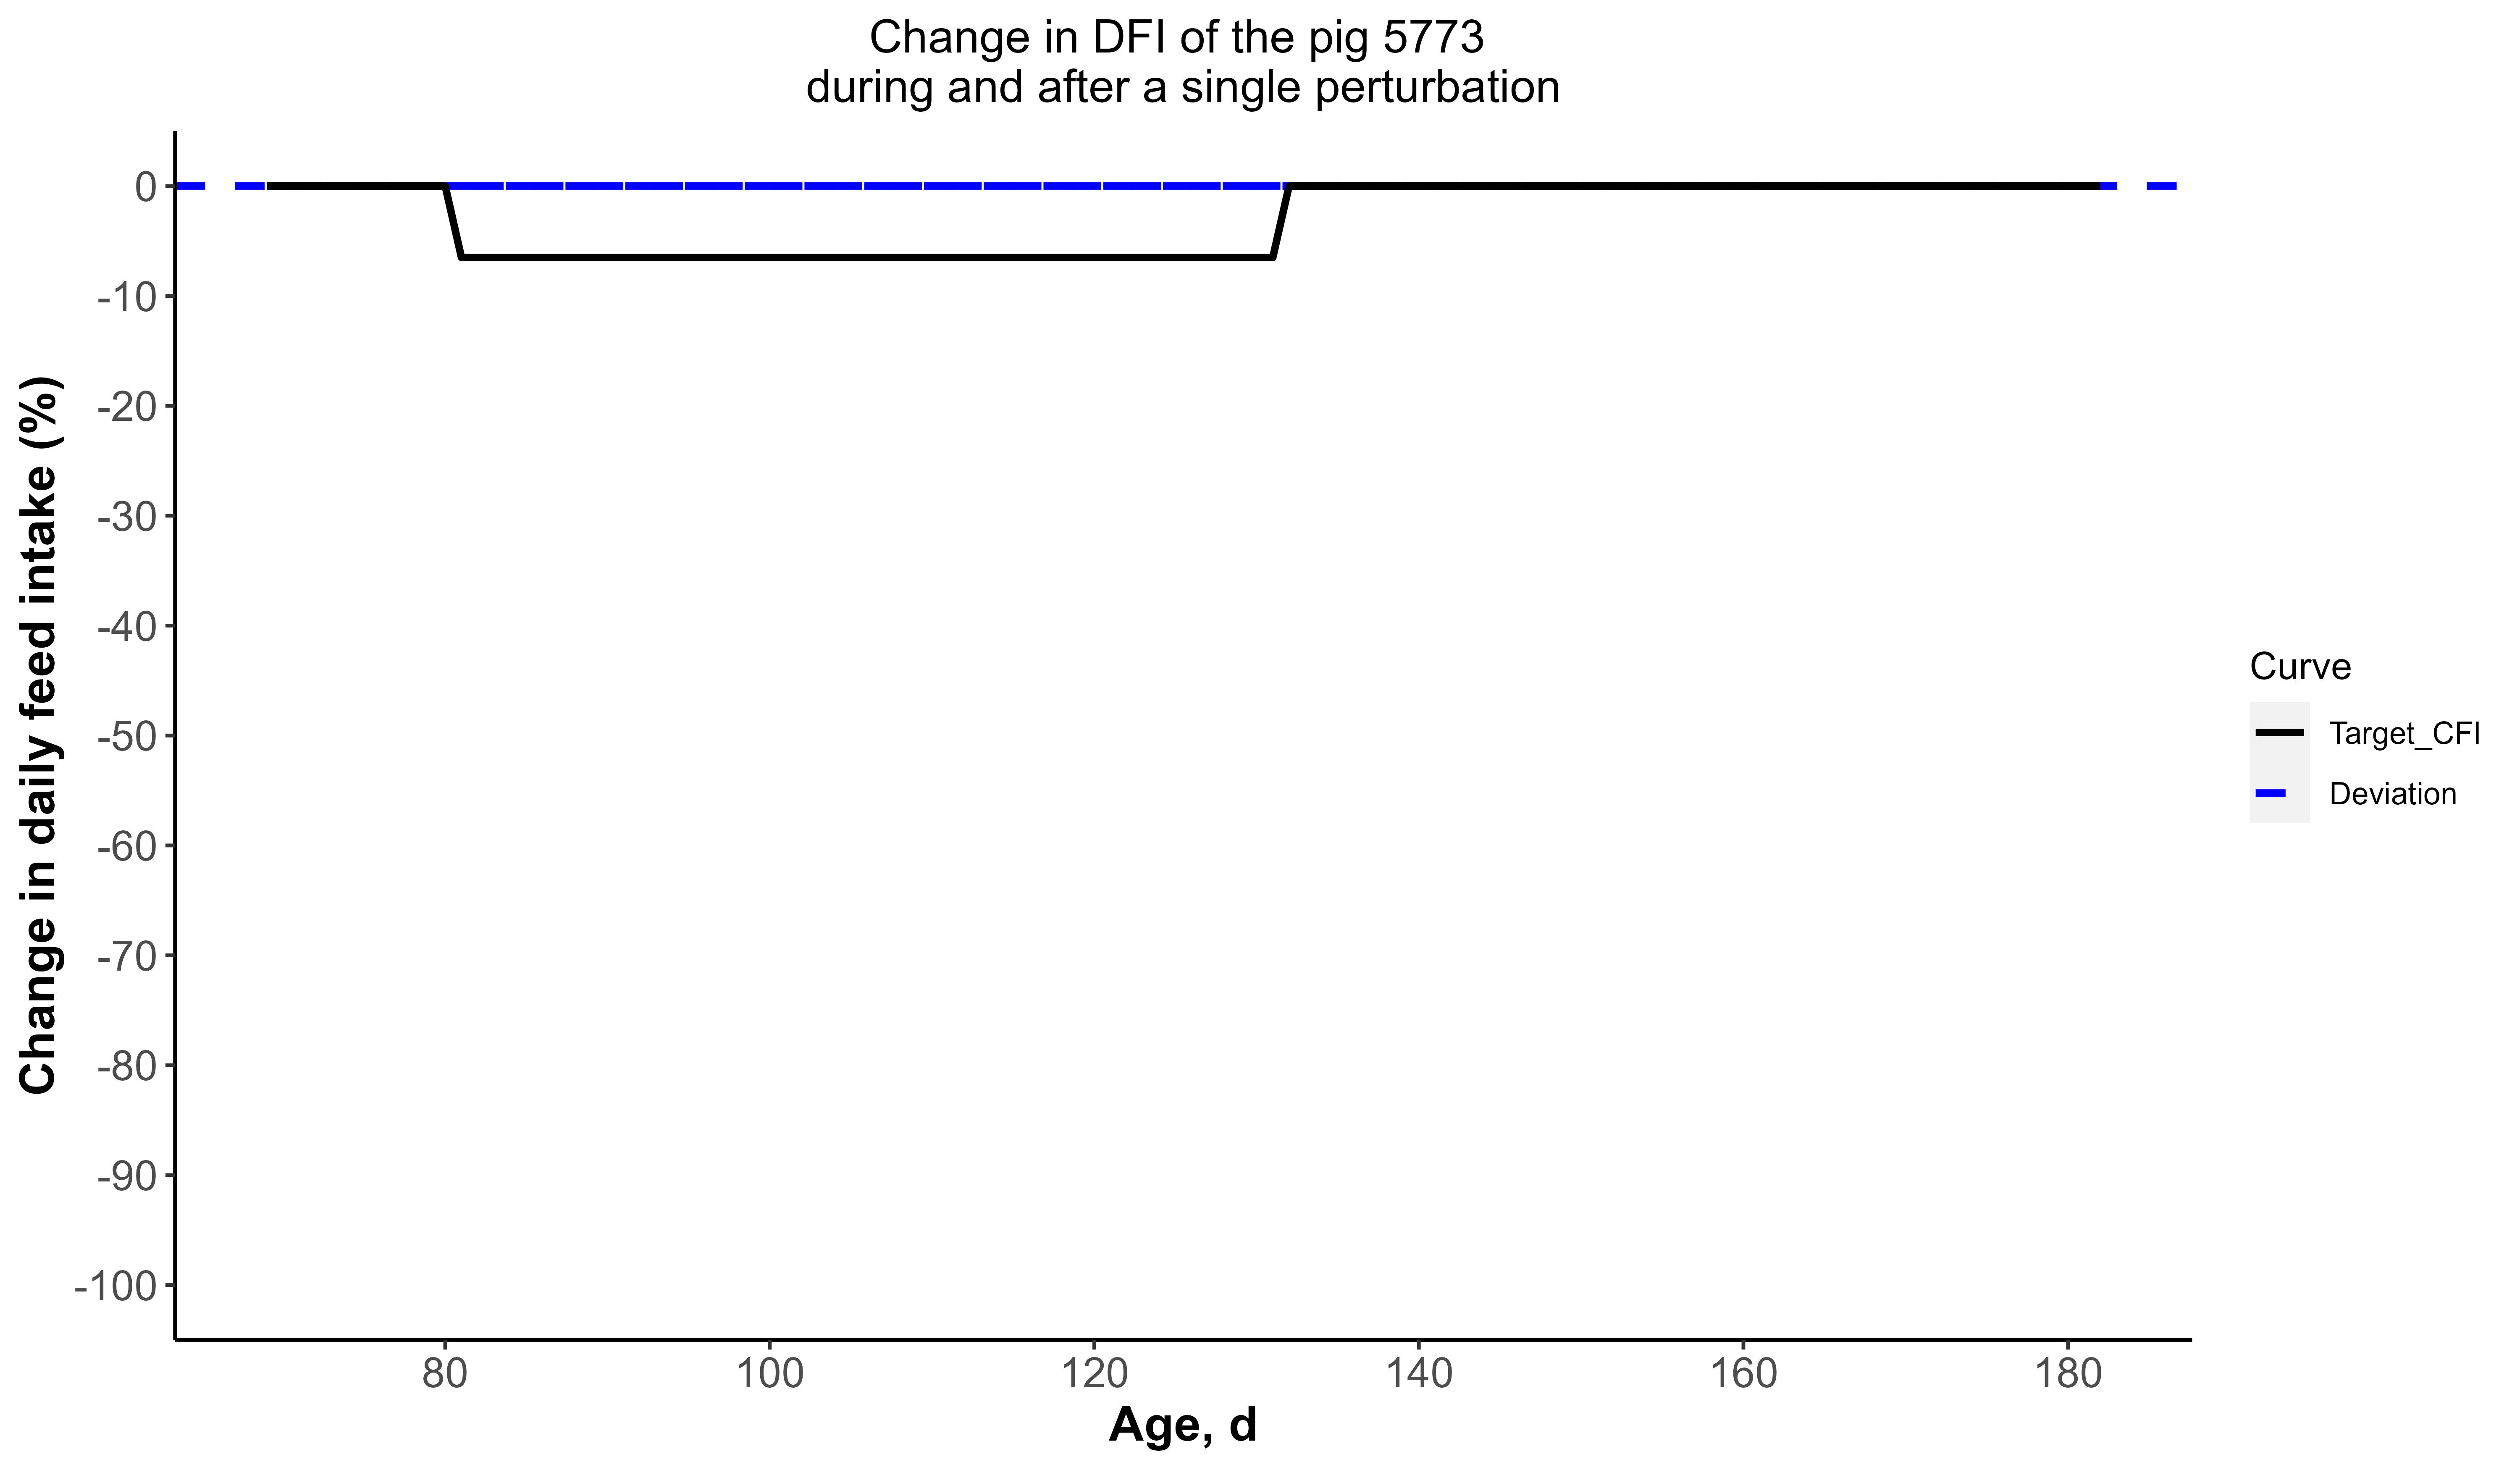 Change in DFI of the pig 5773
during and after a single perturbation
Change in daily feed intake (%)
0
-10
-20
-30
-40
-50
-60
-70
-80
-90
-100
80
100
120
140
160
180
Age, d
Curve
Target_CFI
Deviation